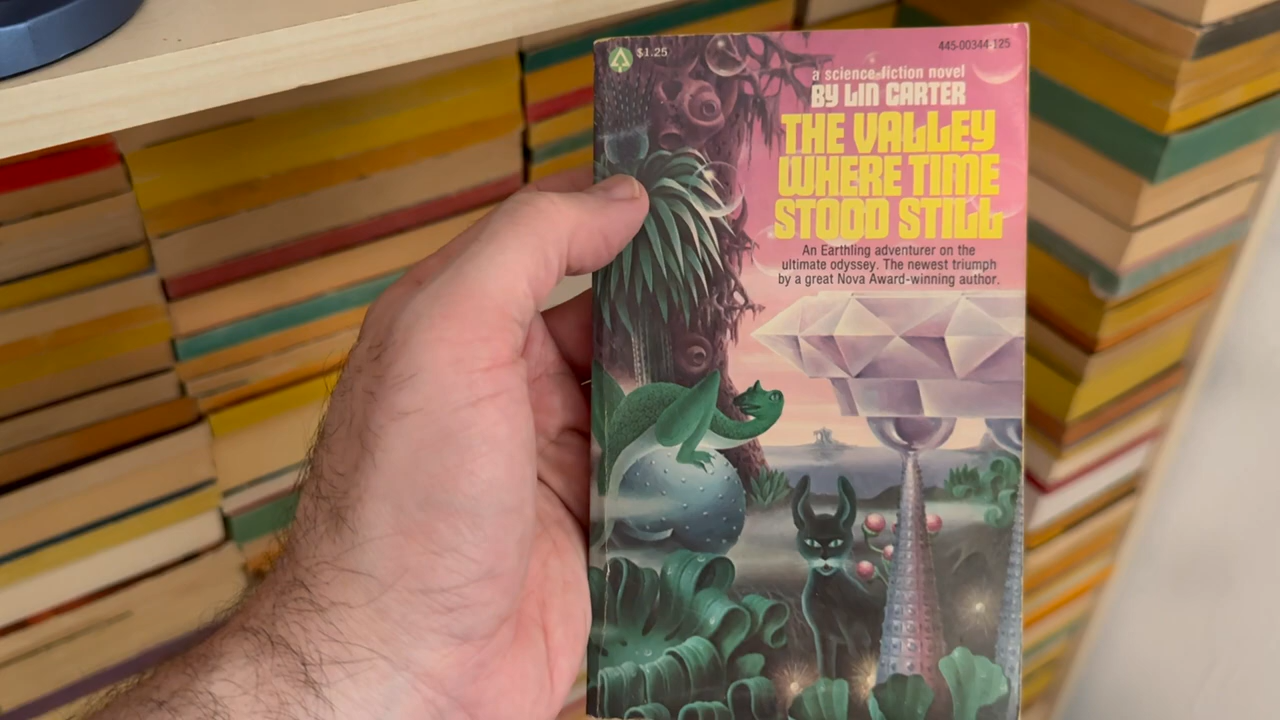 $1.25
445-00344-125
a science-fiction novel
BY LIN CARTER
THE VALLEY
WHERE TIME
STOOD STILL
An Earthling adventurer on the
ultimate odyssey. The newest triumph
by a great Nova Award-winning author.